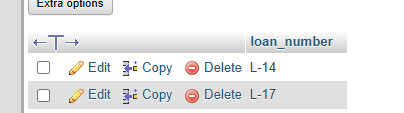 Extra options
loan_number
Edit Copy Delete L-14
Edit Copy Delete L-17